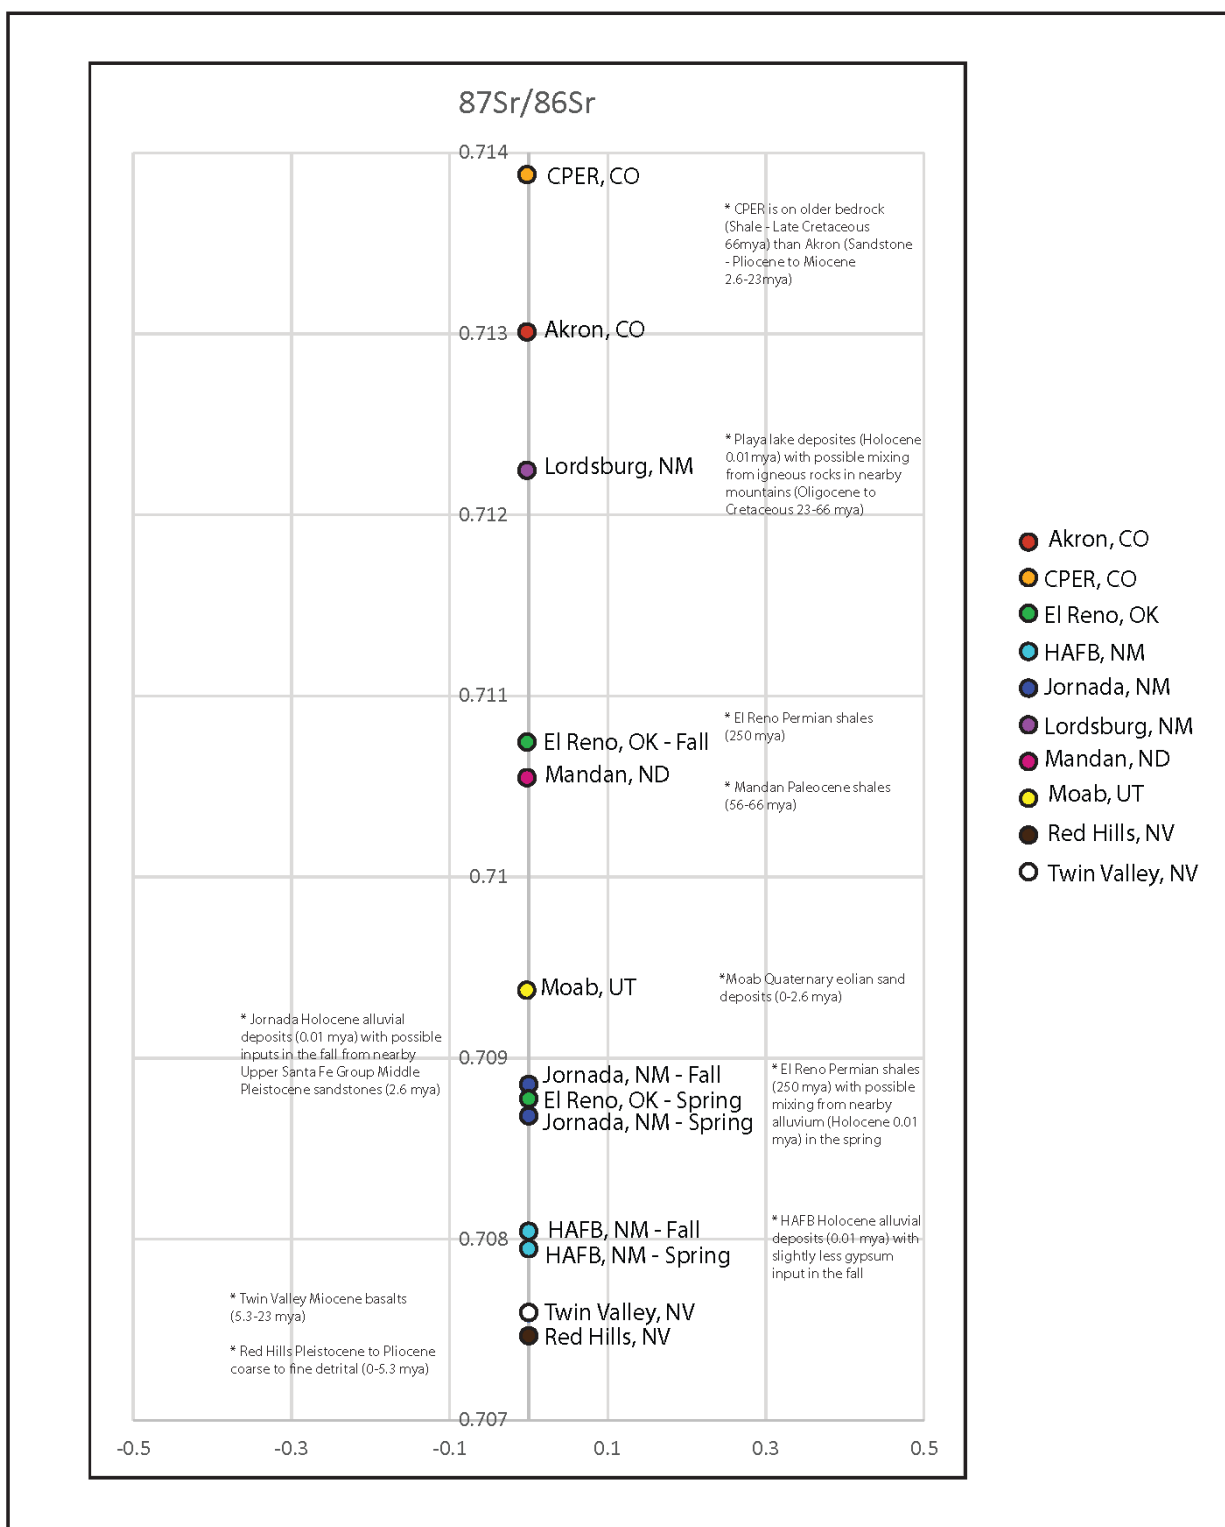 87Sr/86Sr
0.714
CPER, CO
* CPER is on older bedrock
(Shale - Late Cretaceous
66mya) than Akron (Sandstone
- Pliocene to Miocene
2.6-23mya)
0.713
Akron, CO
* Playa lake deposites (Holocene
0.01mya) with possible mixing
from igneous rocks in nearby
mountains (Oligocene to
Cretaceous 23-66 mya)
Lordsburg, NM
0.712
0.711
* El Reno Permian shales
(250 mya)
El Reno, OK - Fall
Mandan, ND
* Mandan Paleocene shales
(56-66 mya)
0.71
Moab, UT
*Moab Quaternary eolian sand
deposits (0-2.6 mya)
* Jornada Holocene alluvial
deposits (0.01 mya) with possible
inputs in the fall from nearby
Upper Santa Fe Group Middle
Pleistocene sandstones (2.6 mya)
0.709
Jornada, NM - Fall
El Reno, OK - Spring
Jornada, NM - Spring
* El Reno Permian shales
(250 mya) with possible
mixing from nearby
alluvium (Holocene 0.01
mya) in the spring
0.708
HAFB, NM - Fall
HAFB, NM - Spring
* HAFB Holocene alluvial
deposits (0.01 mya) with
slightly less gypsum
input in the fall
* Twin Valley Miocene basalts
(5.3-23 mya)
Twin Valley, NV
Red Hills, NV
* Red Hills Pleistocene to Pliocene
coarse to fine detrital (0-5.3 mya)
0.707
-0.5
-0.3
-0.1
0.1
0.3
0.5
Akron, CO
CPER, CO
El Reno, OK
HAFB, NM
Jornada, NM
Lordsburg, NM
Mandan, ND
Moab, UT
Red Hills, NV
Twin Valley, NV